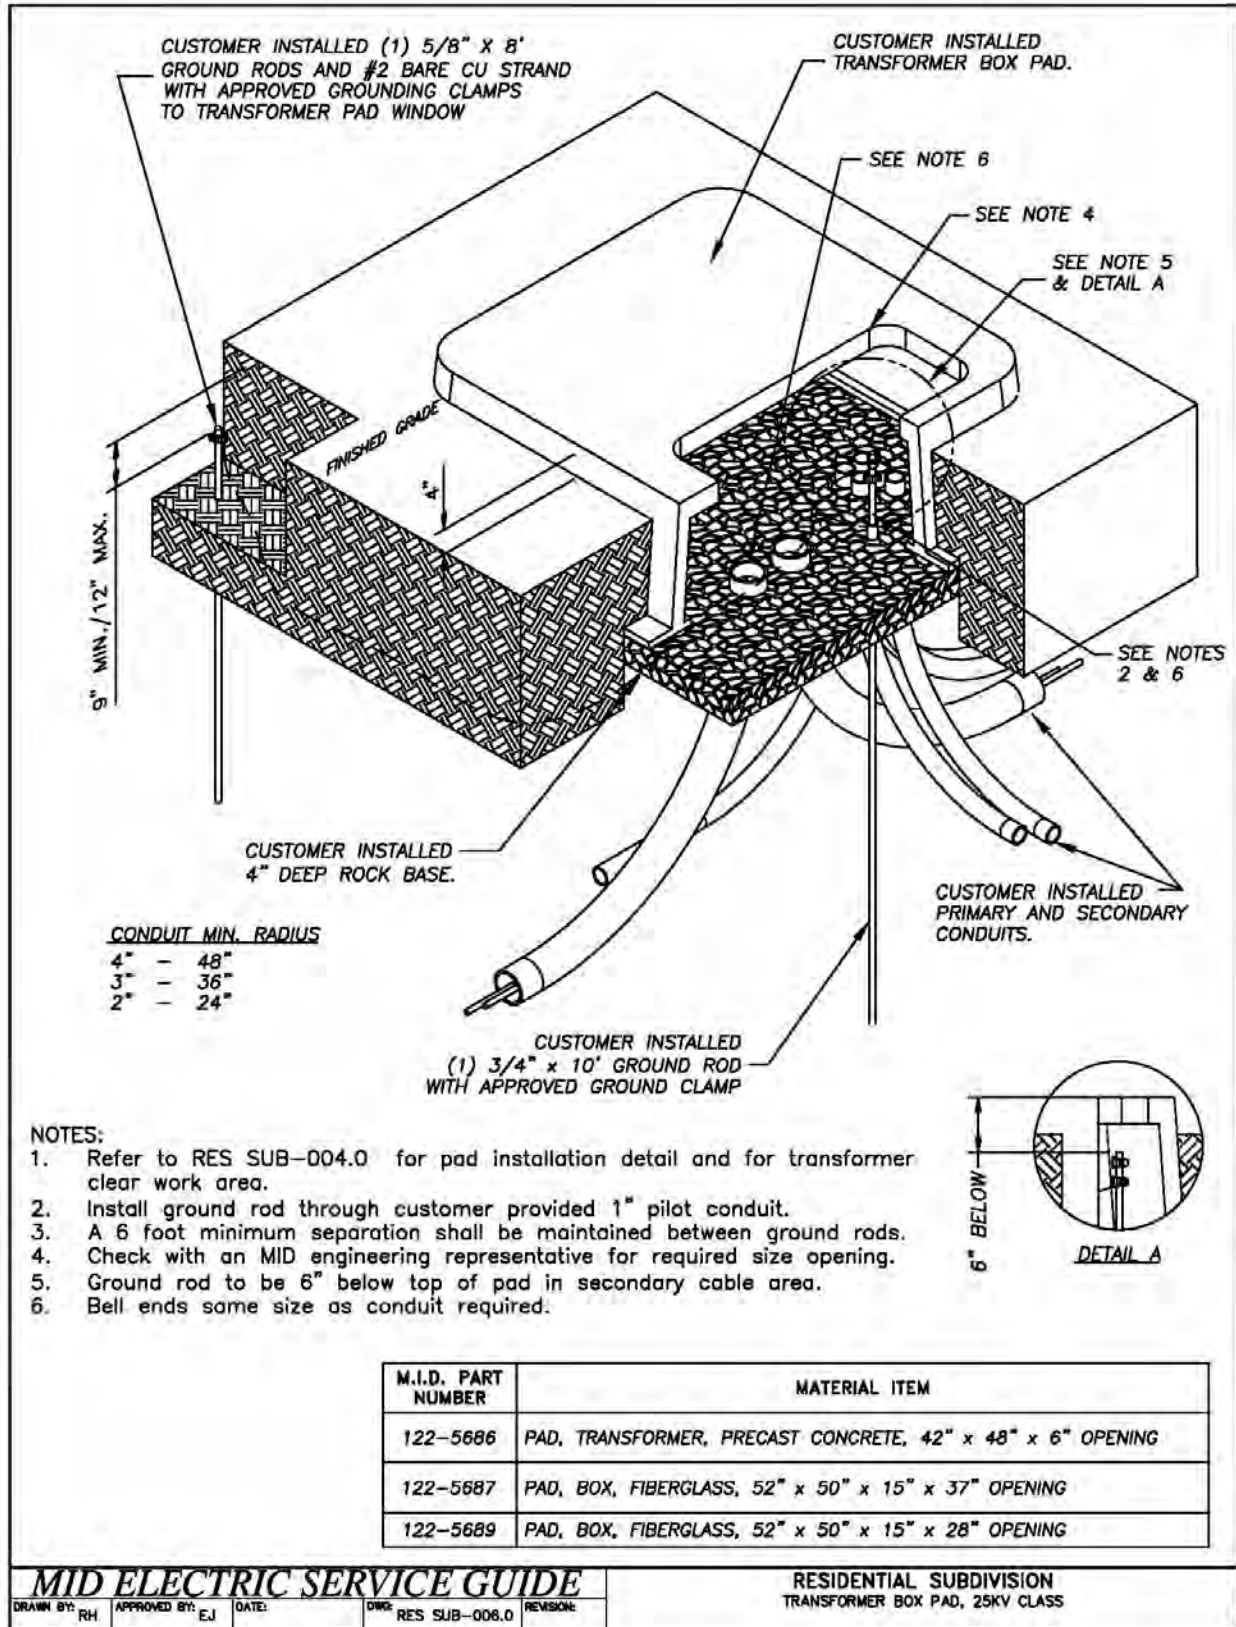 CUSTOMER INSTALLED (1) 5/8" X 8'
GROUND RODS AND #2 BARE CU STRAND
WITH APPROVED GROUNDING CLAMPS
TO TRANSFORMER PAD WINDOW
CUSTOMER INSTALLED
TRANSFORMER BOX PAD.
SEE NOTE 6
SEE NOTE 4
SEE NOTE 5
& DETAIL A
FINISHED GRADE
4"
9" MIN./12" MAX.
SEE NOTES
2 & 6
CUSTOMER INSTALLED
4" DEEP ROCK BASE.
CUSTOMER INSTALLED
PRIMARY AND SECONDARY
CONDUITS.
CONDUIT MIN. RADIUS
4" - 48"
3" - 36"
2" - 24"
CUSTOMER INSTALLED
(1) 3/4" x 10' GROUND ROD
WITH APPROVED GROUND CLAMP
6" BELOW
DETAIL A
NOTES:
1. Refer to RES SUB-004.0 for pad installation detail and for transformer
clear work area.
2. Install ground rod through customer provided 1" pilot conduit.
3. A 6 foot minimum separation shall be maintained between ground rods.
4. Check with an MID engineering representative for required size opening.
5. Ground rod to be 6" below top of pad in secondary cable area.
6. Bell ends same size as conduit required.
M.I.D. PART NUMBER MATERIAL ITEM
122-5686 PAD, TRANSFORMER, PRECAST CONCRETE, 42" x 48" x 6" OPENING
122-5687 PAD, BOX, FIBERGLASS, 52" x 50" x 15" x 37" OPENING
122-5689 PAD, BOX, FIBERGLASS, 52" x 50" x 15" x 28" OPENING
MID ELECTRIC SERVICE GUIDE
DRAWN BY: RH APPROVED BY: EJ DATE: DWG: RES SUB-006.0 REVISION:
RESIDENTIAL SUBDIVISION
TRANSFORMER BOX PAD, 25KV CLASS